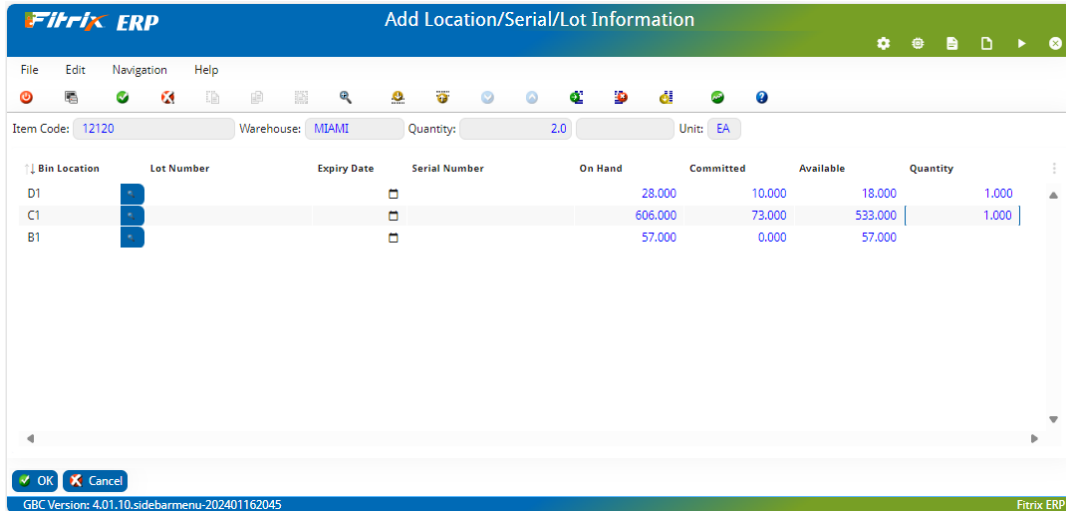 Fitrix ERP
Add Location/Serial/Lot Information
File Edit Navigation Help
Item Code: 12120 Warehouse: MIAMI Quantity: 2.0 Unit: EA
Bin Location Lot Number Expiry Date Serial Number On Hand Committed Available Quantity
D1 28.000 10.000 18.000 1.000
C1 606.000 73.000 533.000 1.000
B1 57.000 0.000 57.000
OK Cancel
GBC Version: 4.01.10.sidebarmenu-202401162045 Fitrix ERP